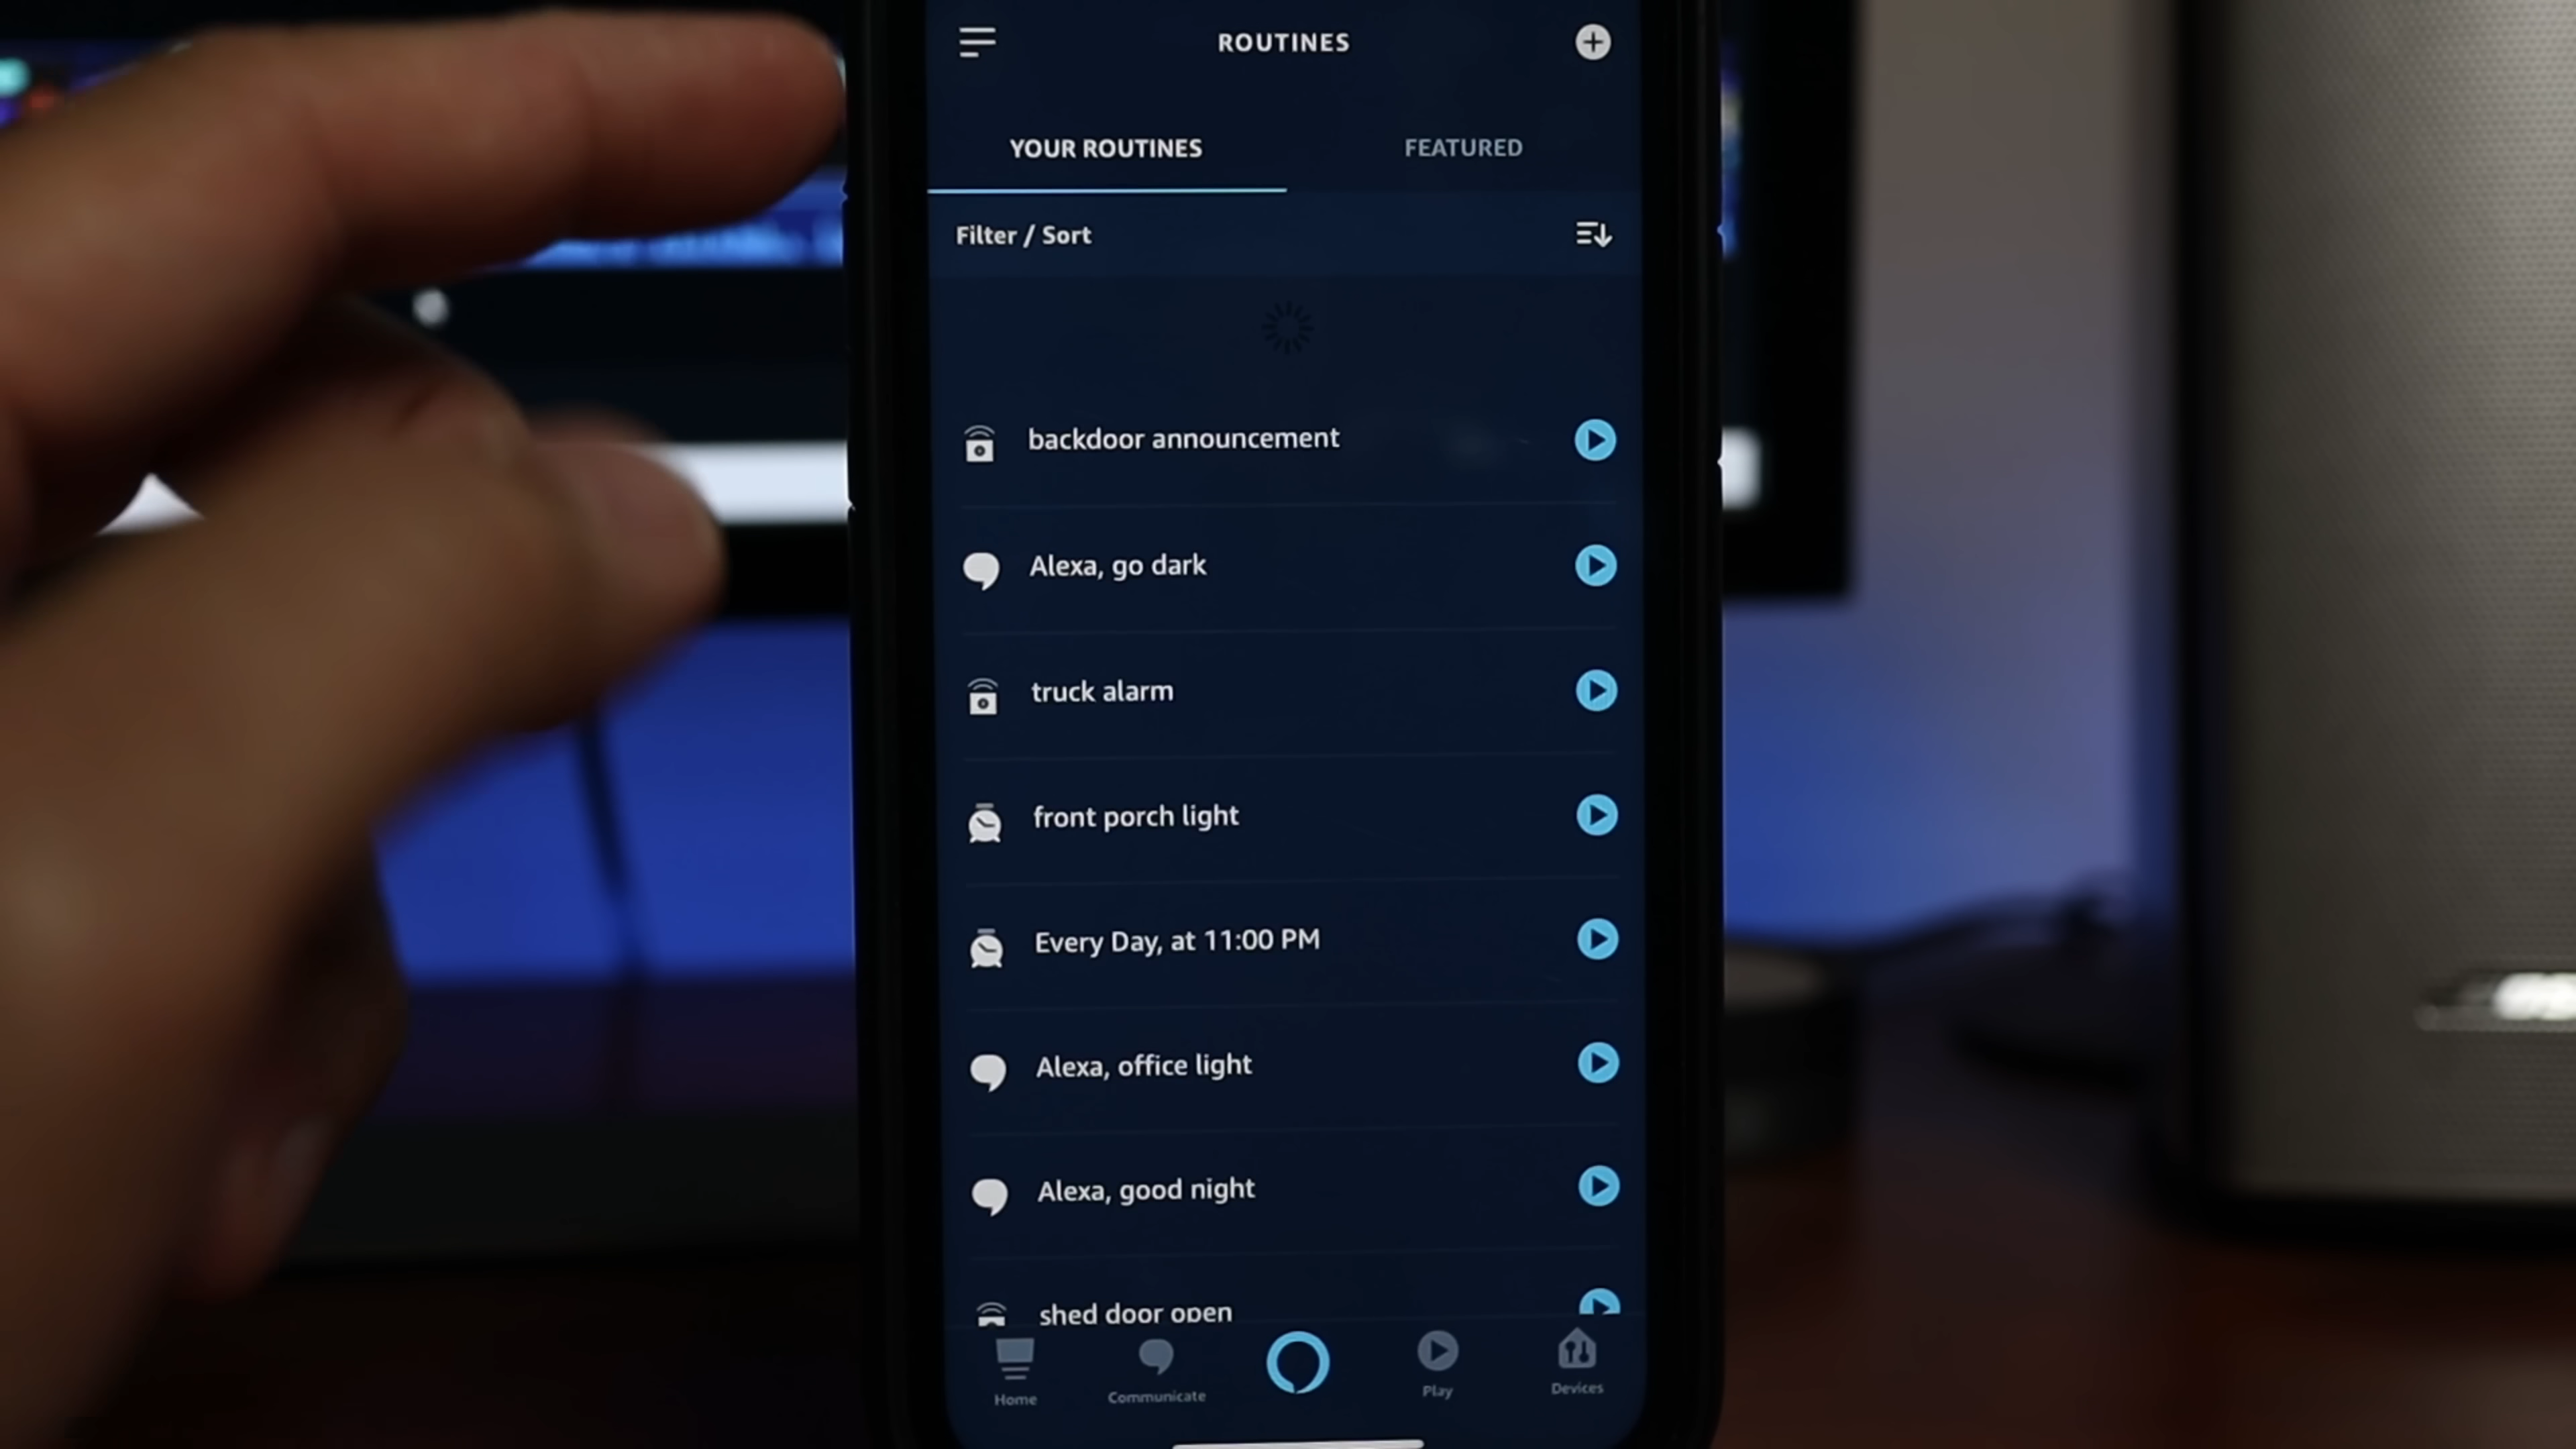 ROUTINES
YOUR ROUTINES
FEATURED
Filter / Sort
backdoor announcement
Alexa, go dark
truck alarm
front porch light
Every Day, at 11:00 PM
Alexa, office light
Alexa, good night
shed door open
Home
Communicate
Play
Devices